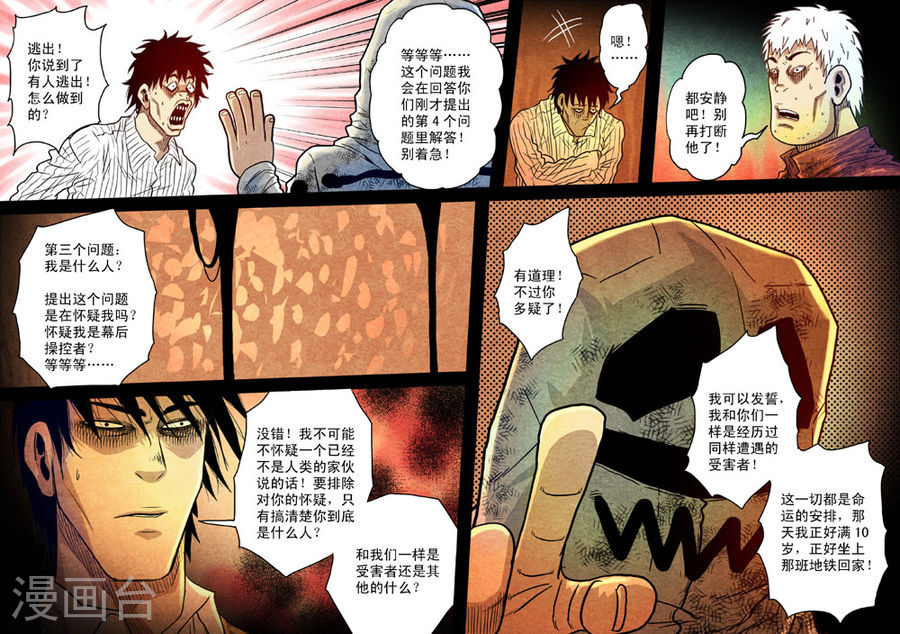 逃出！
你说到了
有人逃出！
怎么做到
的？
等等等……
这个问题我
会在回答你
们刚才提出
的第4个问
题里解答！
别着急！
嗯！
……
都安静
吧！别
再打断
他了！
第三个问题：
我是什么人？
提出这个问题
是在怀疑我吗？
怀疑我是幕后
操控者？
等等等……
有道理！
不过你
多疑了！
我可以发誓，
我和你们一
样是经历过
同样遭遇的
受害者！
这一切都是命
运的安排，那
天我正好满10
岁，正好坐上
那班地铁回家！
没错！我不可能
不怀疑一个已经
不是人类的家伙
说的话！要排除
对你的怀疑，只
有搞清楚你到底
是什么人？
和我们一样是
受害者还是其
他的什么？
漫画台